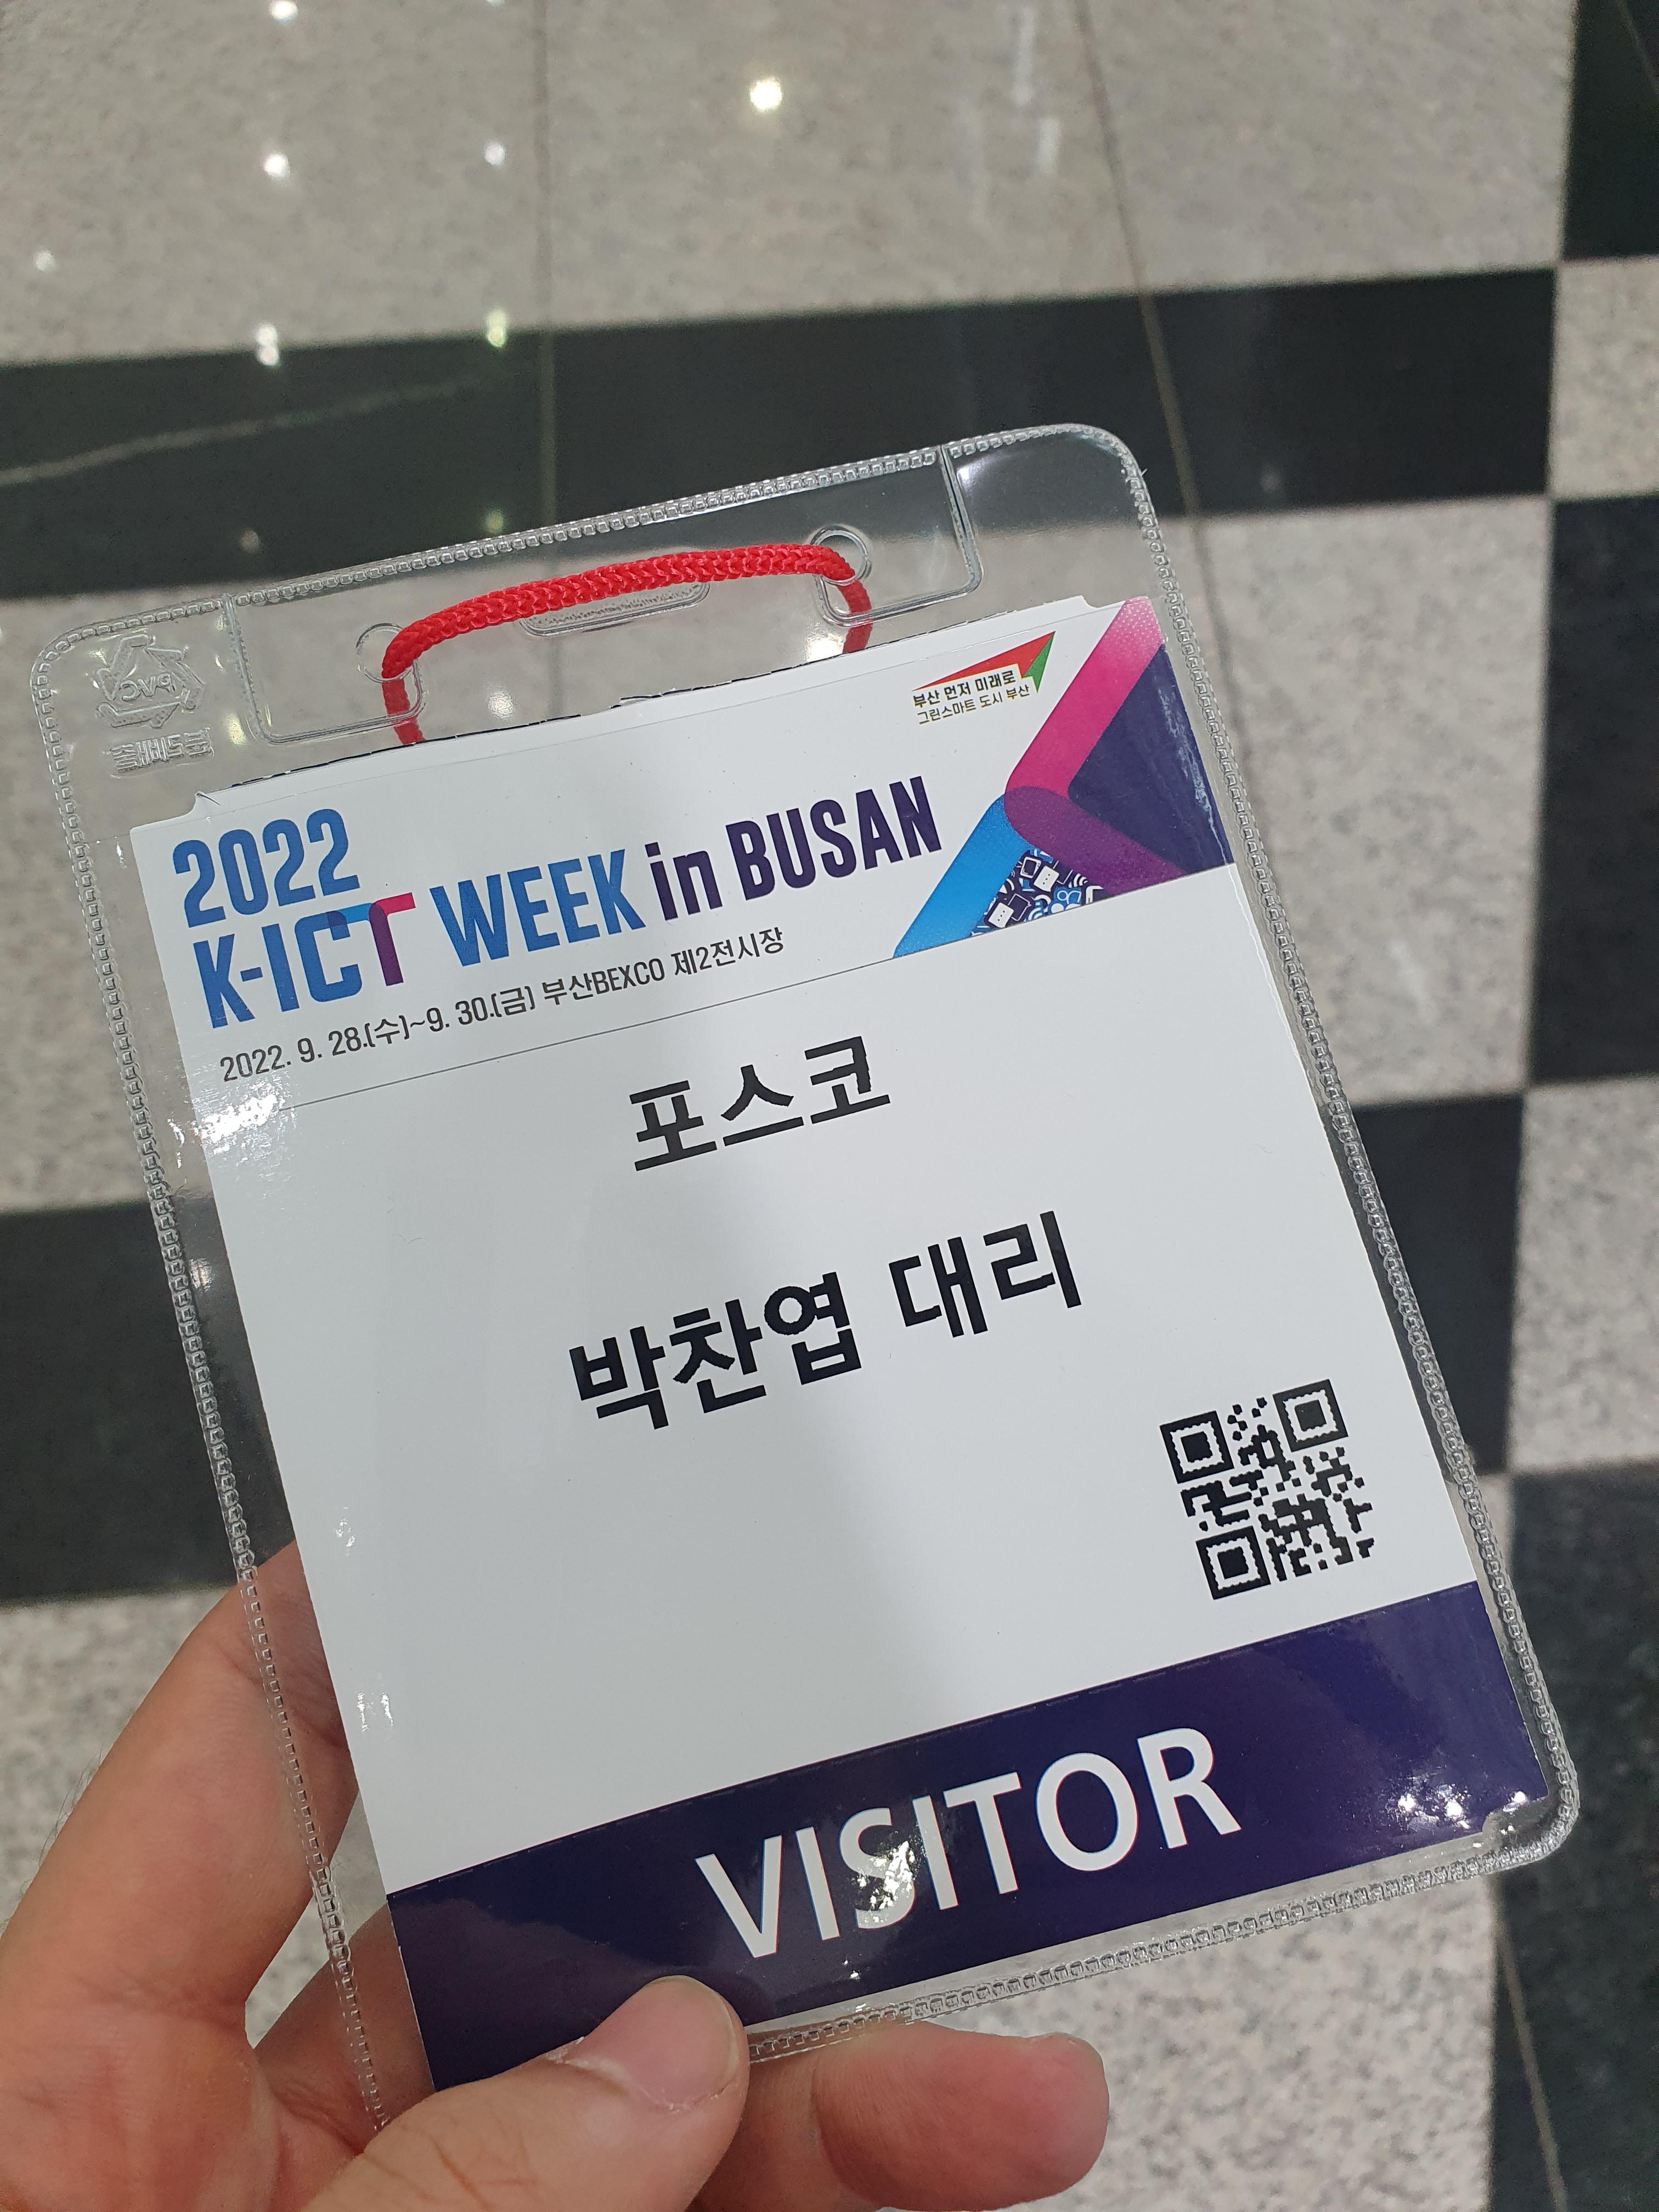 부산 먼저 미래로
그린스마트 도시 부산
2022
K-ICT WEEK in BUSAN
2022. 9. 28.(수)~9. 30.(금) 부산BEXCO 제2전시장
포스코
박찬엽 대리
VISITOR